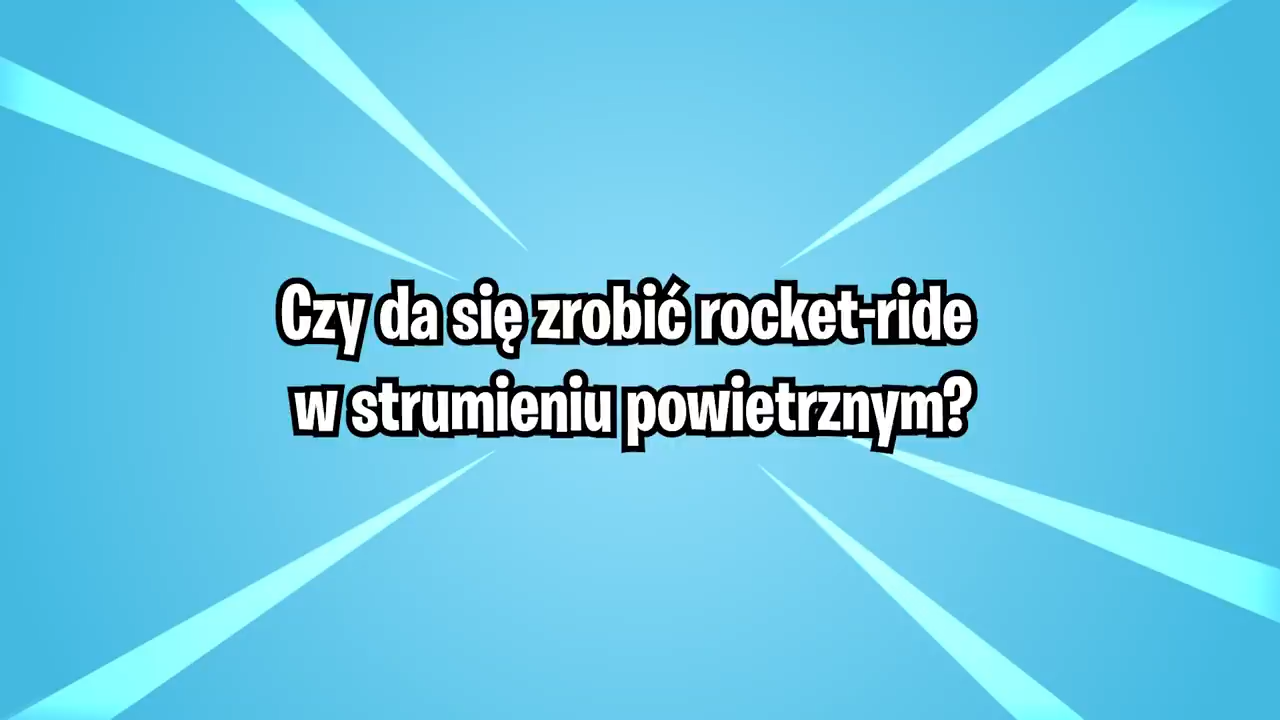 Czy da się zrobić rocket-ride
w strumieniu powietrznym?